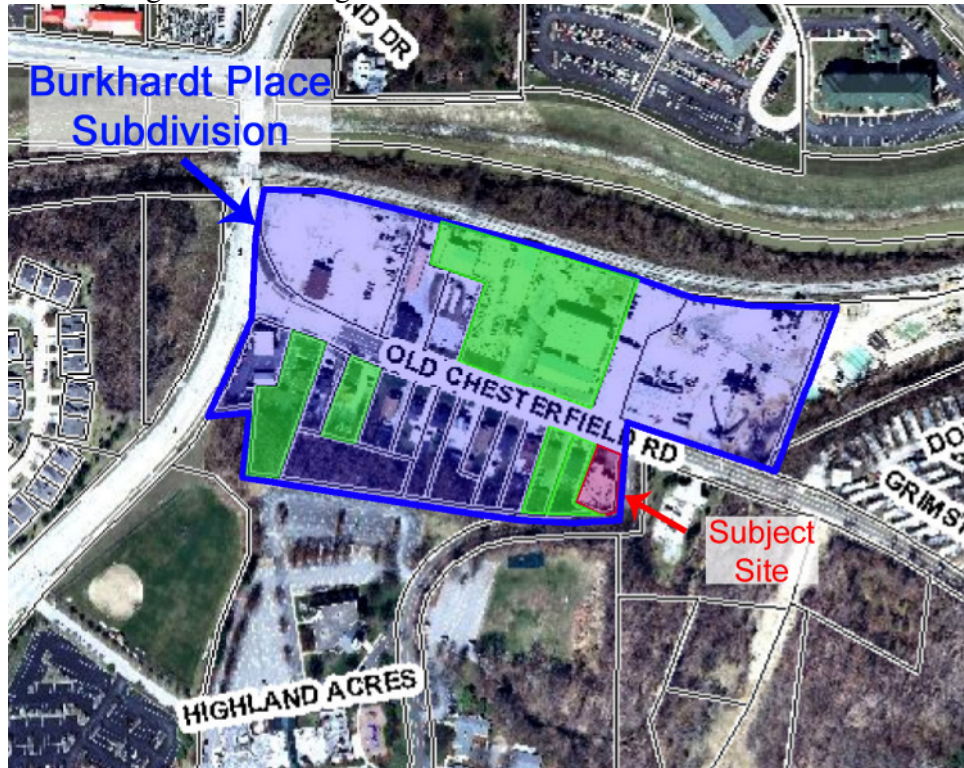 ND DR
Burkhardt Place
Subdivision
OLD CHESTERFIELD RD
DO
GRIMST
Subject
Site
HIGHLAND ACRES